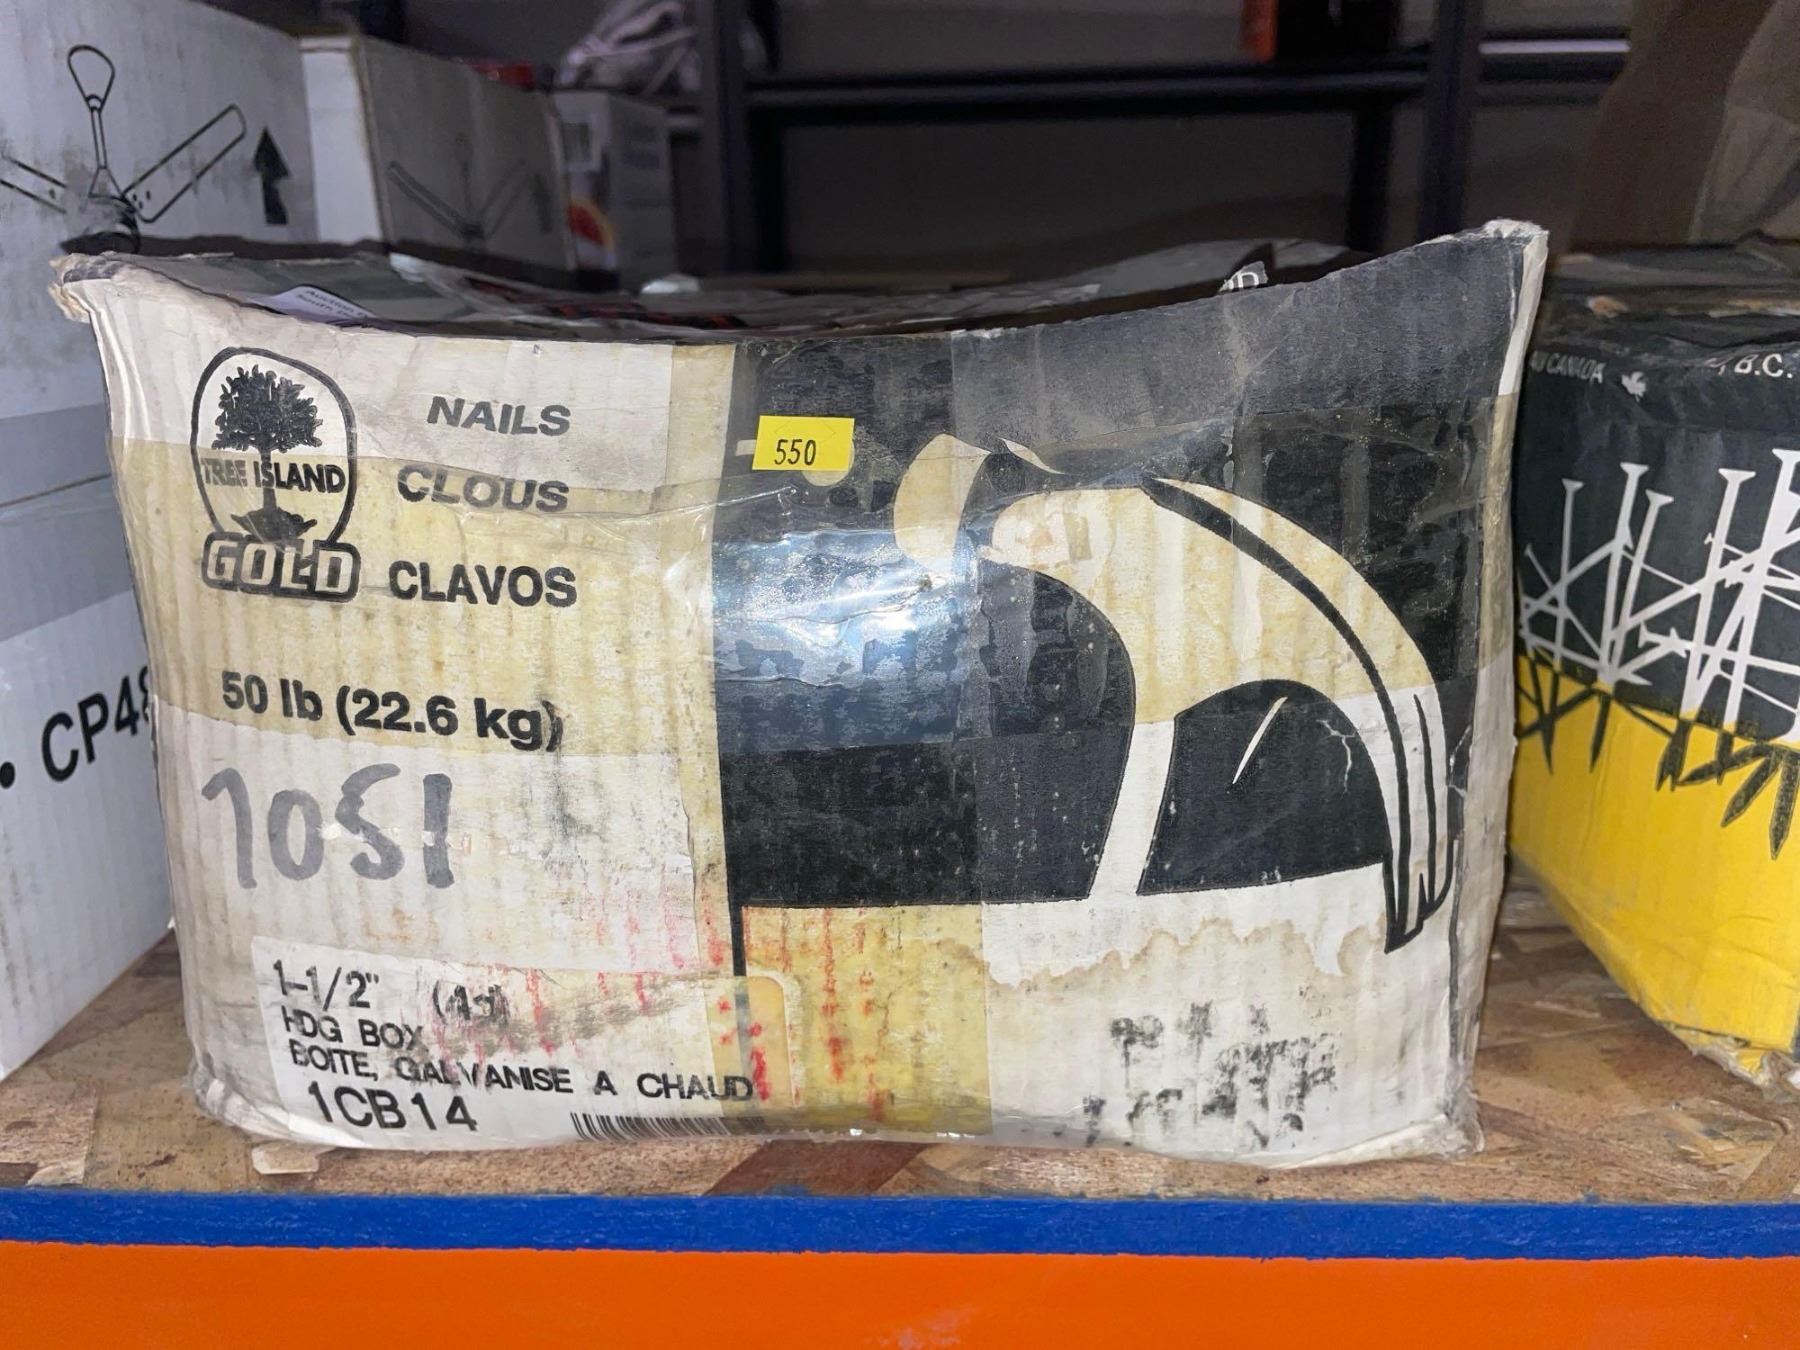 TREE ISLAND
GOLD
NAILS
CLOUS
CLAVOS
50 lb (22.6 kg)
550
1051
1-1/2"
HDG BOX
BOITE, GALVANISE A CHAUD
1CB14
CP48
CANADA
B.C.